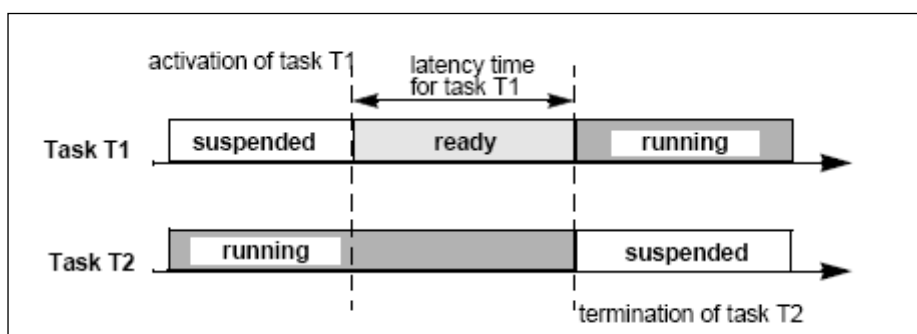 activation of task T1
latency time
for task T1
Task T1
suspended
ready
running
Task T2
running
suspended
termination of task T2